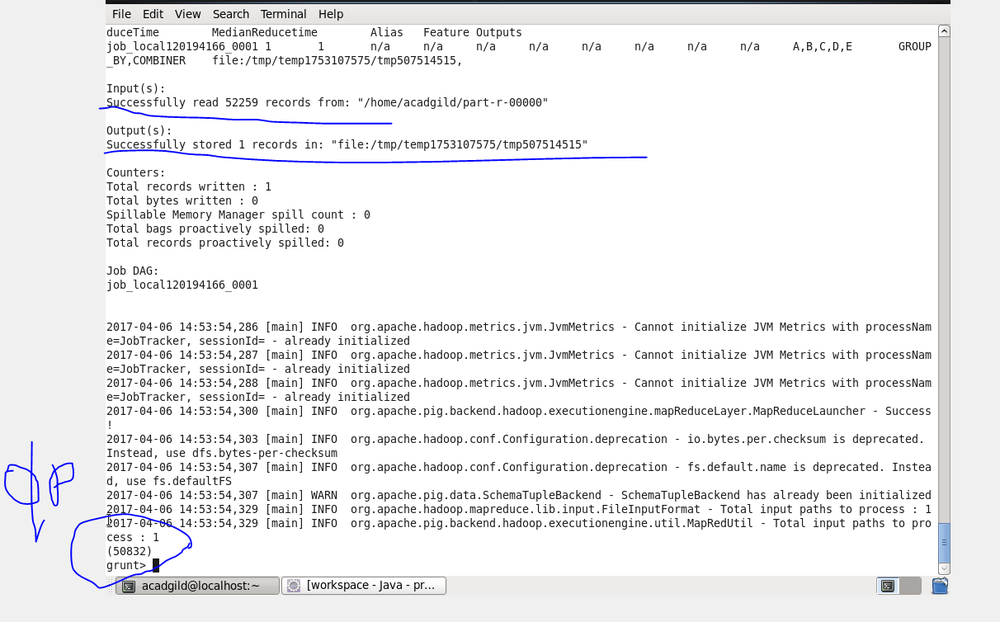 File Edit View Search Terminal Help
duceTime MedianReducetime Alias Feature Outputs
job_local120194166_0001 1 1 n/a n/a n/a n/a n/a n/a n/a n/a A,B,C,D,E GROUP
_BY,COMBINER file:/tmp/temp1753107575/tmp507514515,
Input(s):
Successfully read 52259 records from: "/home/acadgild/part-r-00000"
Output(s):
Successfully stored 1 records in: "file:/tmp/temp1753107575/tmp507514515"
Counters:
Total records written : 1
Total bytes written : 0
Spillable Memory Manager spill count : 0
Total bags proactively spilled: 0
Total records proactively spilled: 0
Job DAG:
job_local120194166_0001
2017-04-06 14:53:54,286 [main] INFO org.apache.hadoop.metrics.jvm.JvmMetrics - Cannot initialize JVM Metrics with processNam
e=JobTracker, sessionId= - already initialized
2017-04-06 14:53:54,287 [main] INFO org.apache.hadoop.metrics.jvm.JvmMetrics - Cannot initialize JVM Metrics with processNam
e=JobTracker, sessionId= - already initialized
2017-04-06 14:53:54,288 [main] INFO org.apache.hadoop.metrics.jvm.JvmMetrics - Cannot initialize JVM Metrics with processNam
e=JobTracker, sessionId= - already initialized
2017-04-06 14:53:54,300 [main] INFO org.apache.pig.backend.hadoop.executionengine.mapReduceLayer.MapReduceLauncher - Success
!
2017-04-06 14:53:54,303 [main] INFO org.apache.hadoop.conf.Configuration.deprecation - io.bytes.per.checksum is deprecated.
Instead, use dfs.bytes-per-checksum
2017-04-06 14:53:54,307 [main] INFO org.apache.hadoop.conf.Configuration.deprecation - fs.default.name is deprecated. Instea
d, use fs.defaultFS
2017-04-06 14:53:54,307 [main] WARN org.apache.pig.data.SchemaTupleBackend - SchemaTupleBackend has already been initialized
2017-04-06 14:53:54,329 [main] INFO org.apache.hadoop.mapreduce.lib.input.FileInputFormat - Total input paths to process : 1
2017-04-06 14:53:54,329 [main] INFO org.apache.pig.backend.hadoop.executionengine.util.MapRedUtil - Total input paths to pro
cess : 1
(50832)
grunt>
op
acadgild@localhost:~ [workspace - Java - pr...